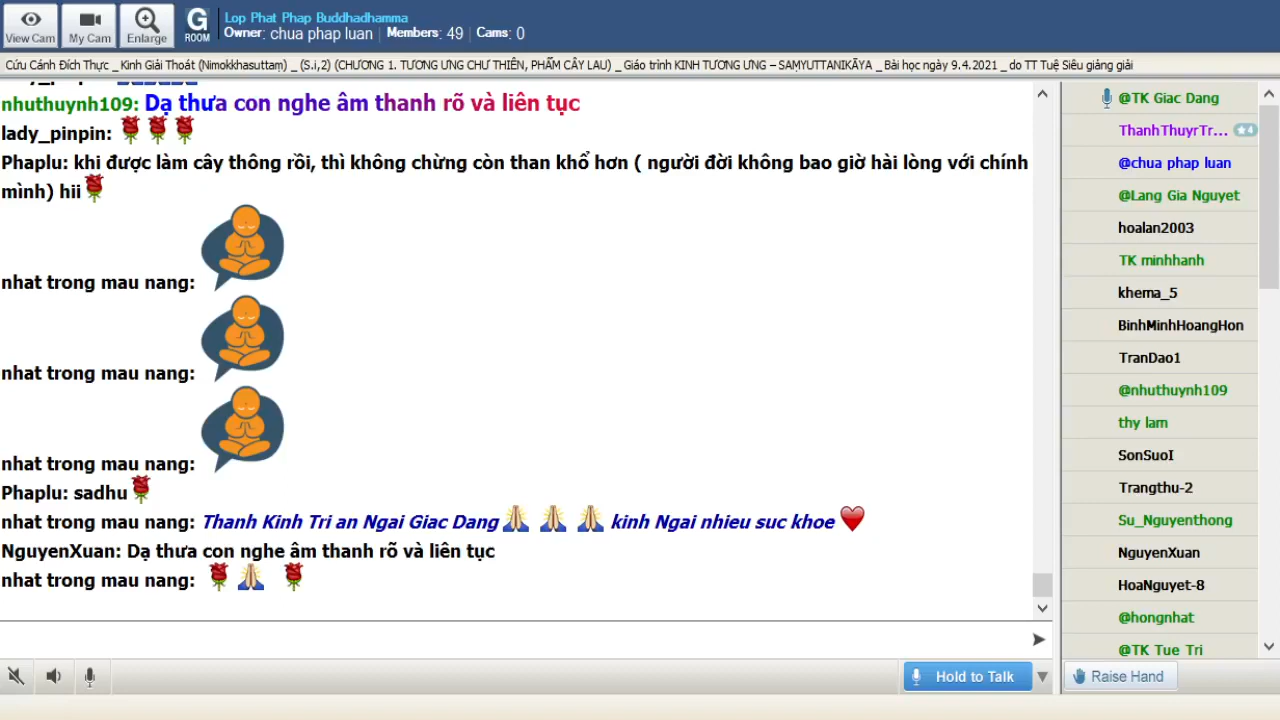 View Cam
My Cam
Enlarge
G
ROOM
Lop Phat Phap Buddhadhamma
Owner: chua phap luan | Members: 49 | Cams: 0
Cứu Cánh Đích Thực _Kinh Giải Thoát (Nimokkhasuttaṃ) _ (S.i,2) (CHƯƠNG 1. TƯƠNG ƯNG CHƯ THIÊN, PHẨM CÂY LAU) _Giáo trình KINH TƯƠNG ƯNG – SAṂYUTTANIKĀYA _Bài học ngày 9.4.2021 _ do TT Tuệ Siêu giảng giải
nhuthuynh109: Dạ thưa con nghe âm thanh rõ và liên tục
lady_pinpin: 🌹🌹🌹
Phaplu: khi được làm cây thông rồi, thì không chừng còn than khổ hơn ( người đời không bao giờ hài lòng với chính
mình) hii🌹
nhat trong mau nang:
nhat trong mau nang:
nhat trong mau nang:
Phaplu: sadhu🌹
nhat trong mau nang: Thanh Kinh Tri an Ngai Giac Dang🙏 🙏 🙏 kinh Ngai nhieu suc khoe ❤
NguyenXuan: Dạ thưa con nghe âm thanh rõ và liên tục
nhat trong mau nang: 🌹🙏 🌹
@TK Giac Dang
ThanhThuyrTr... ★4
@chua phap luan
@Lang Gia Nguyet
hoalan2003
TK minhhanh
khema_5
BinhMinhHoangHon
TranDao1
@nhuthuynh109
thy lam
SonSuoI
Trangthu-2
Su_Nguyenthong
NguyenXuan
HoaNguyet-8
@hongnhat
@TK Tue Tri
Hold to Talk
Raise Hand